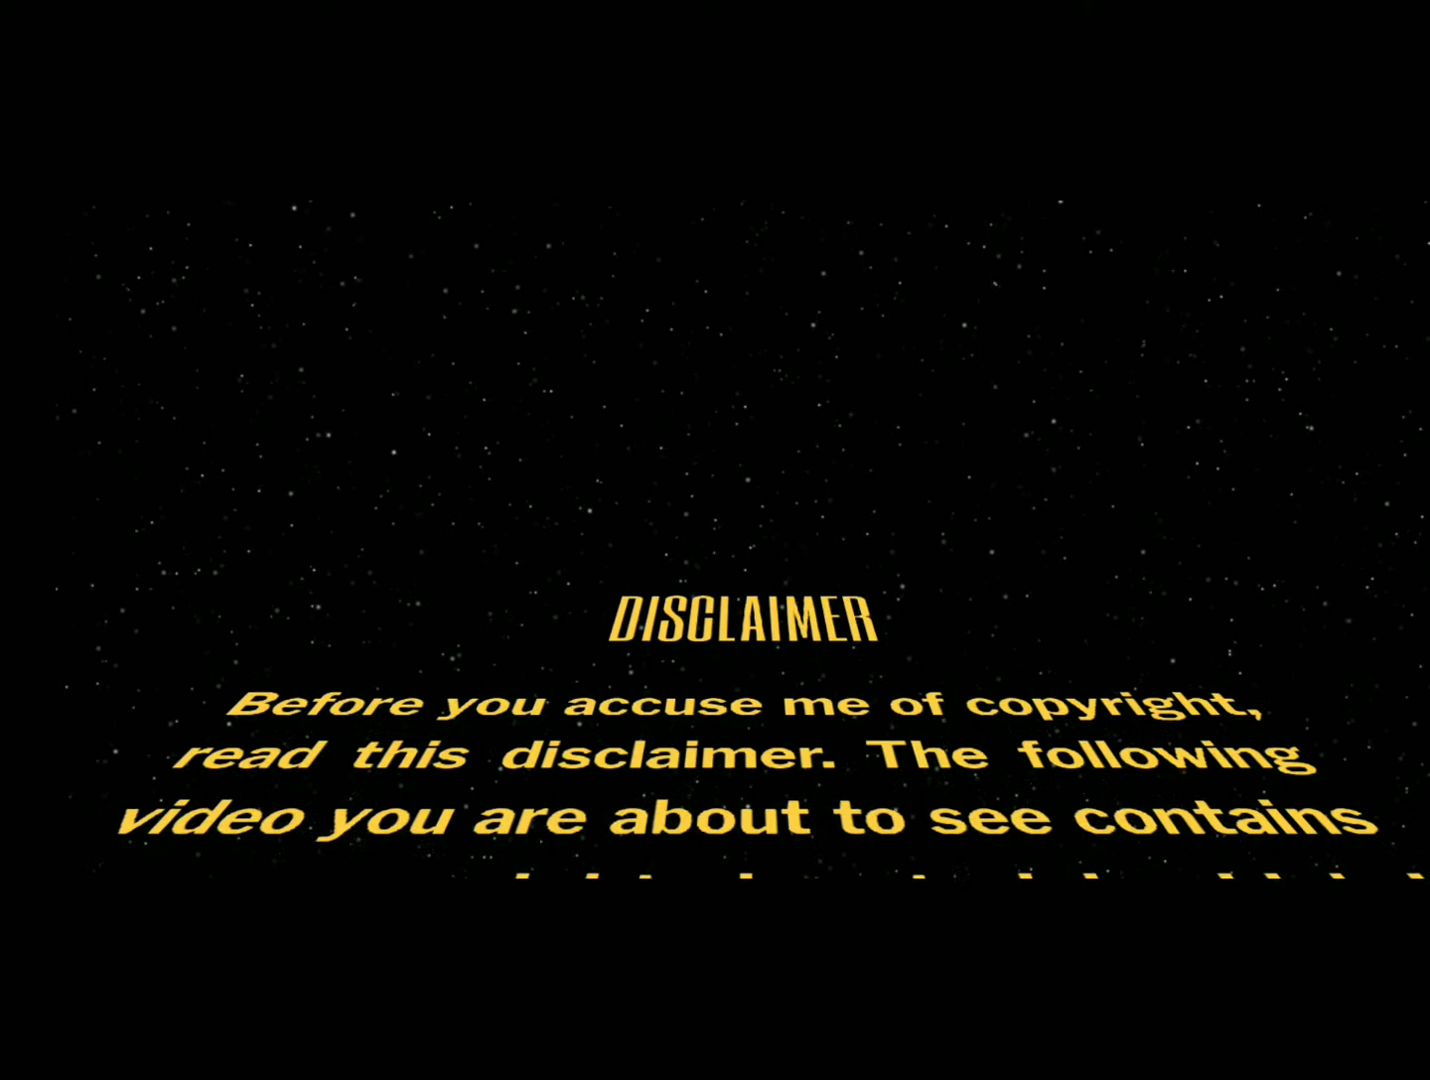 DISCLAIMER
Before you accuse me of copyright,
read this disclaimer. The following
video you are about to see contains